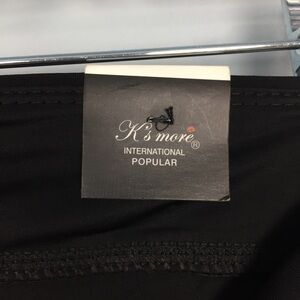 K's more®
INTERNATIONAL
POPULAR